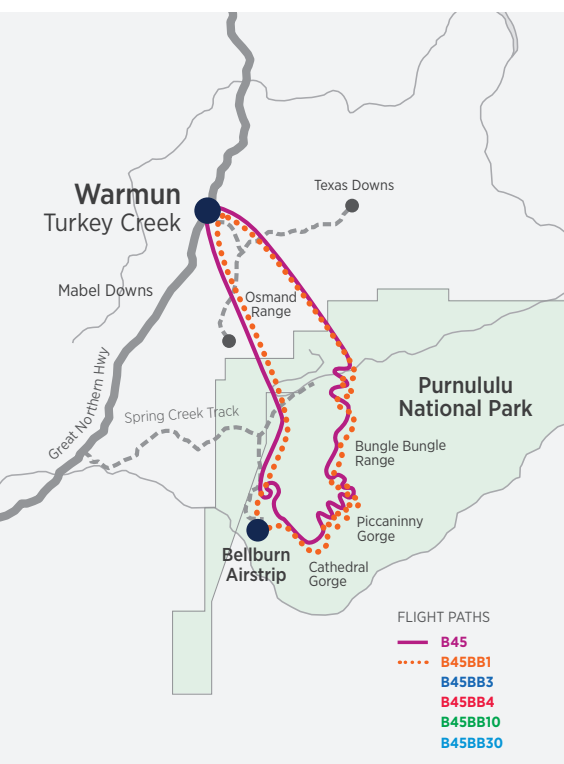 Warmun
Turkey Creek
Texas Downs
Mabel Downs
Osmand
Range
Great Northern Hwy
Spring Creek Track
Purnululu
National Park
Bungle Bungle
Range
Piccaninny
Gorge
Bellburn
Airstrip
Cathedral
Gorge
FLIGHT PATHS
B45
B45BB1
B45BB3
B45BB4
B45BB10
B45BB30